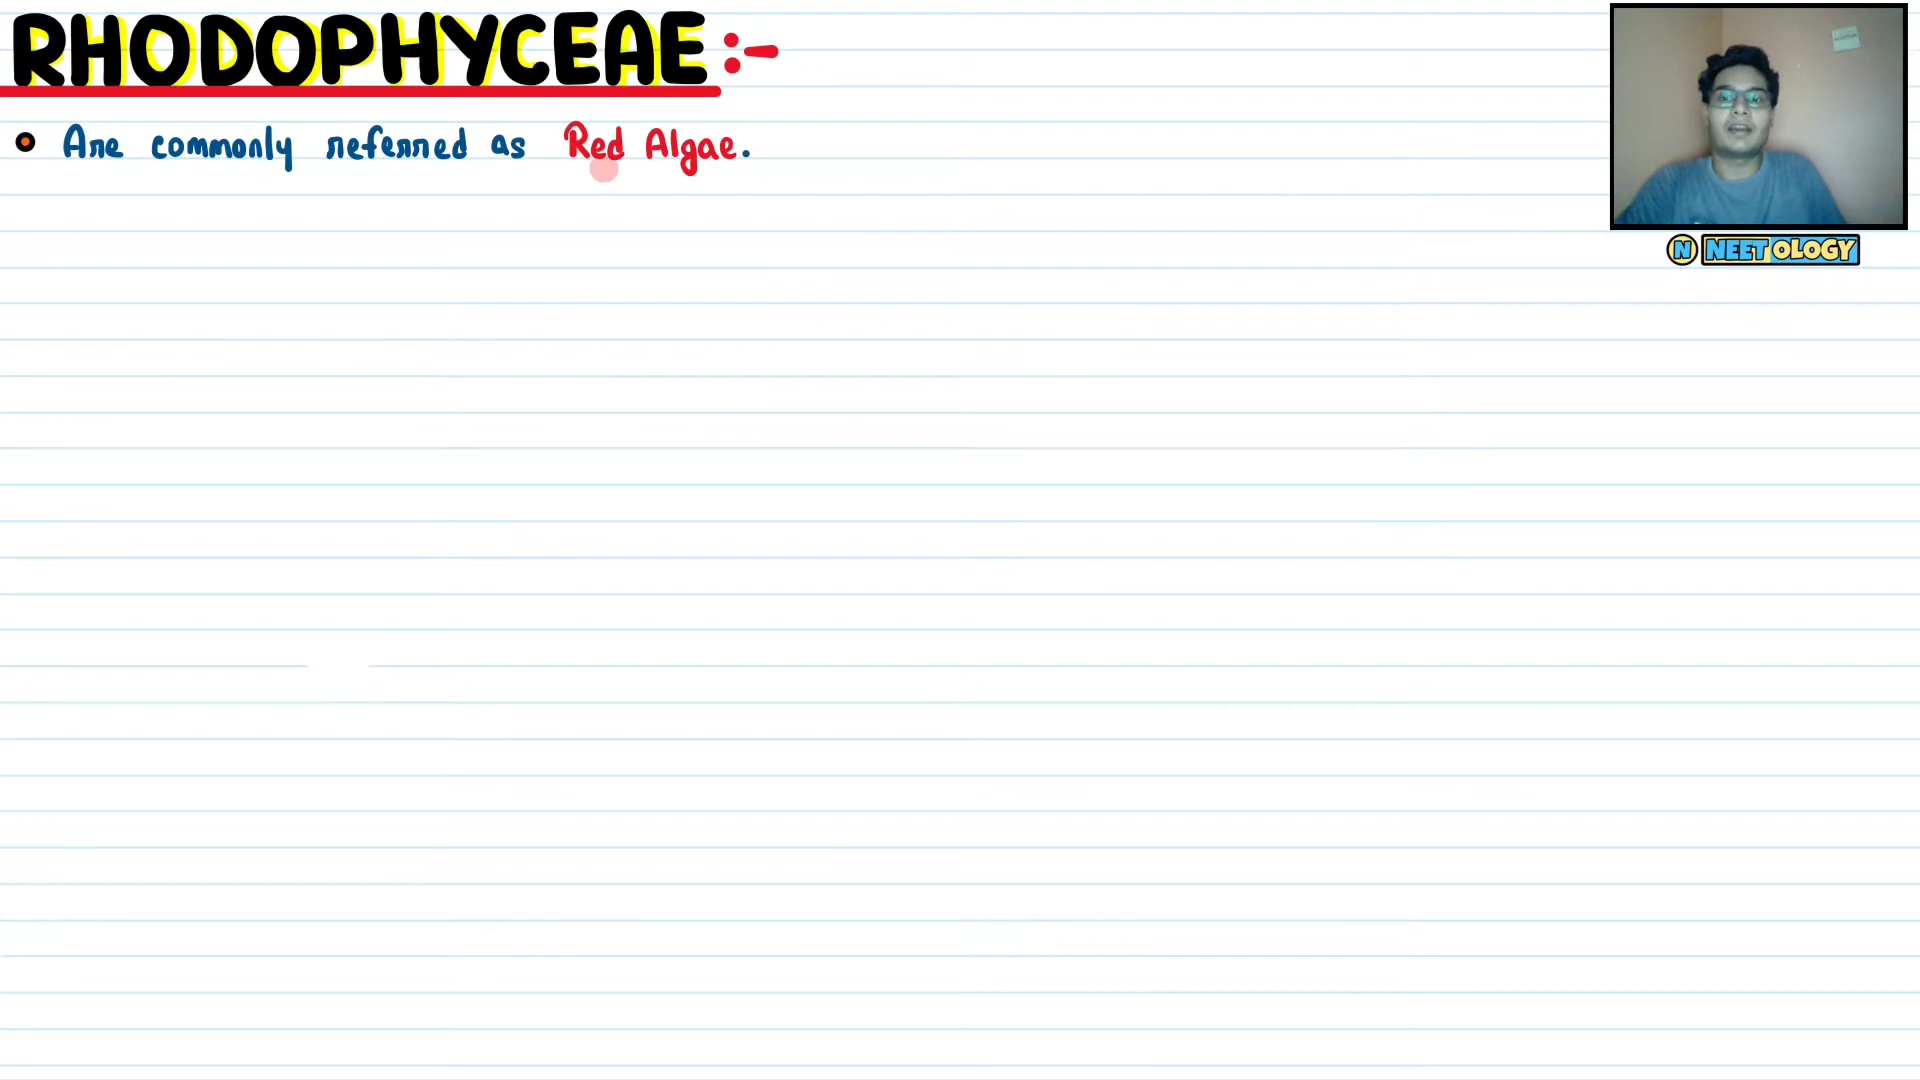 RHODOPHYCEAE :-
Are commonly referred as Red Algae.
N NEETOLOGY